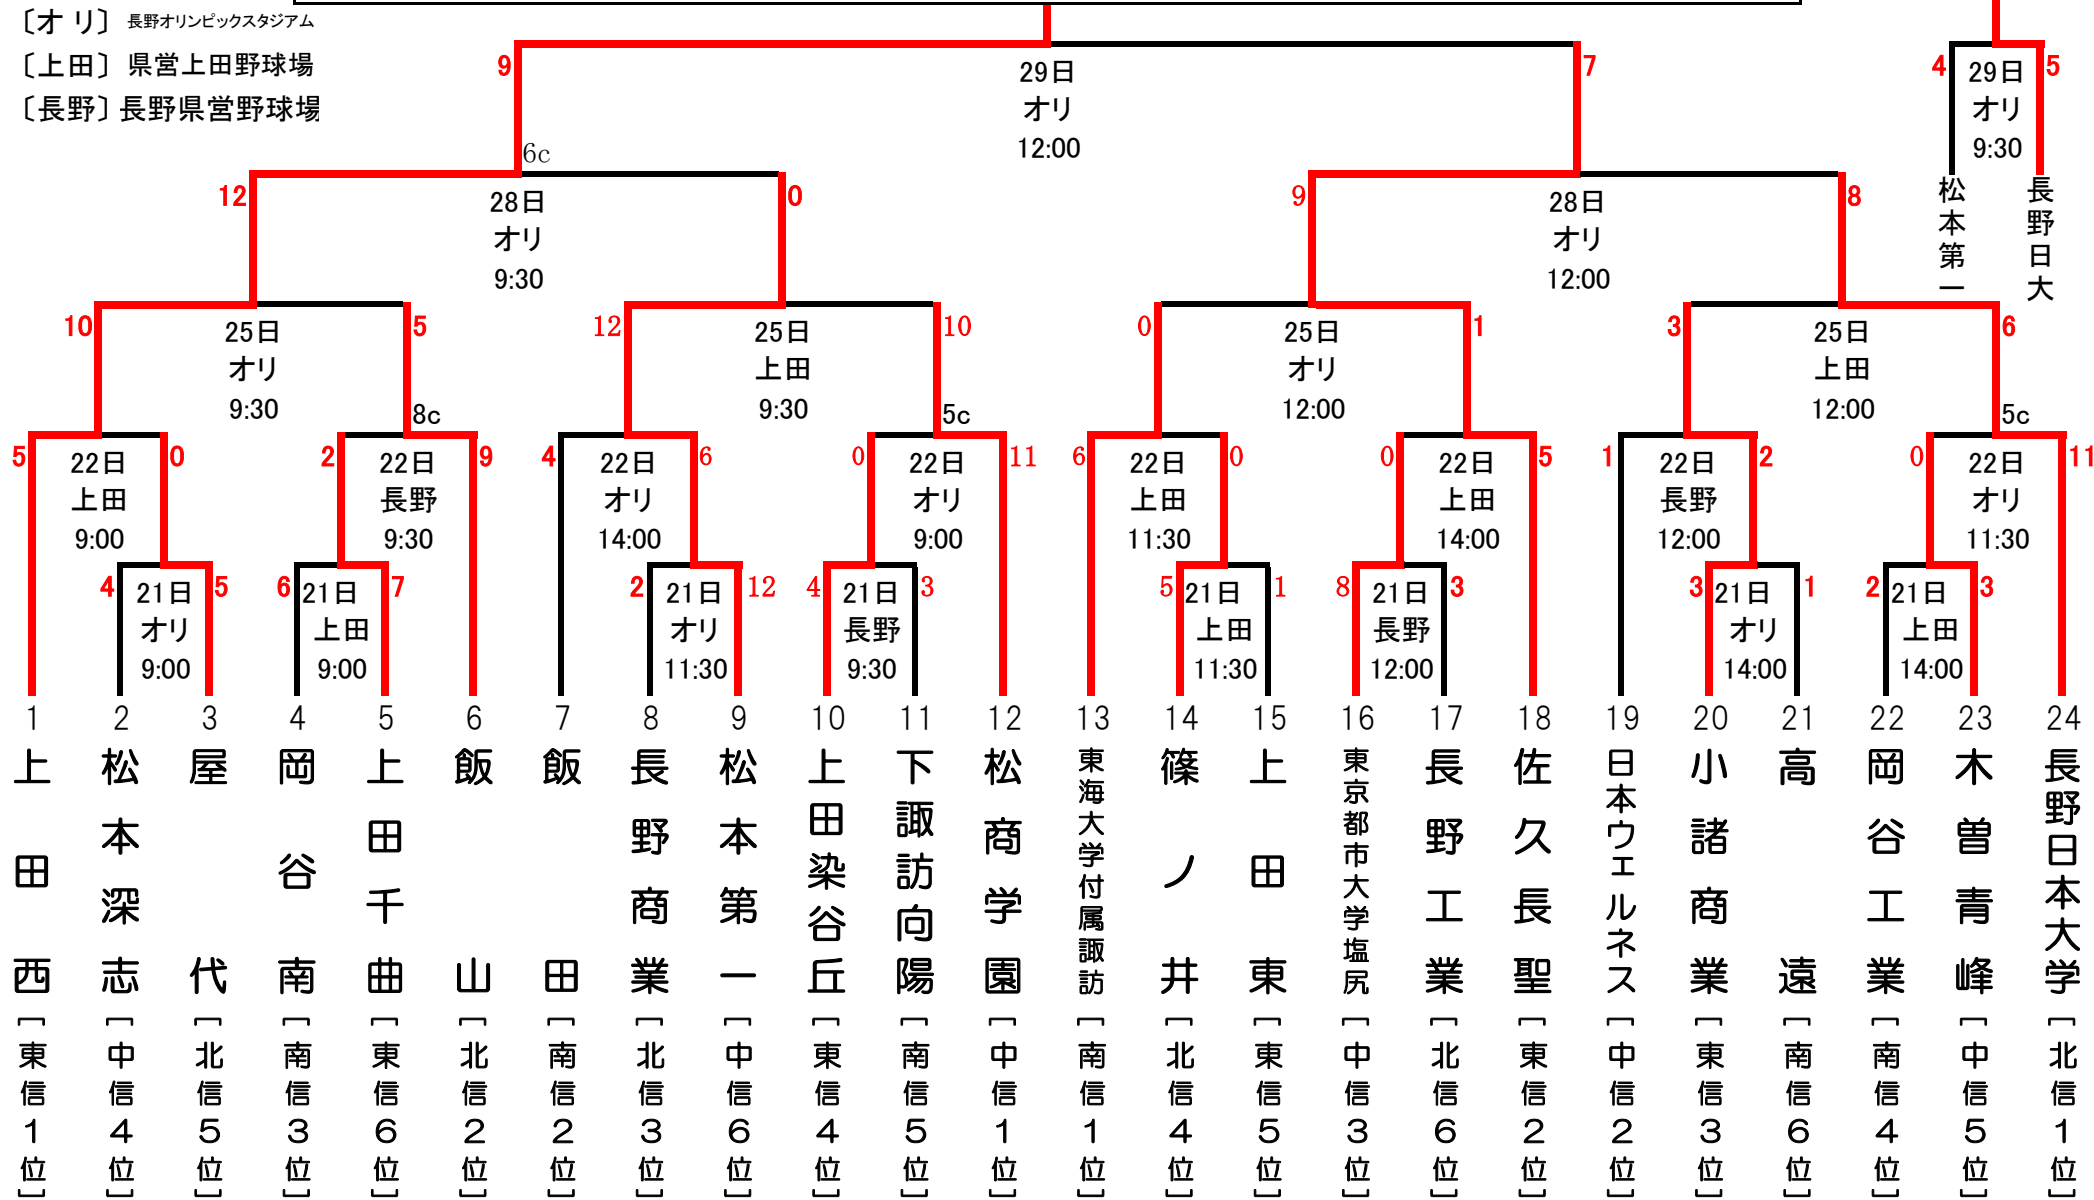 〔オ リ〕 長野オリンピックスタジアム
〔上田〕 県営上田野球場
〔長野〕 長野県営野球場
9
29日
オリ
12:00
7
4
29日
オリ
9:30
5
松本第一
長野日大
6c
12
28日
オリ
9:30
0
9
28日
オリ
12:00
8
10
25日
オリ
9:30
5
12
25日
上田
9:30
10
0
25日
オリ
12:00
1
3
25日
上田
12:00
6
8c
5c
5c
5
22日
上田
9:00
0
2
22日
長野
9:30
9
4
22日
オリ
14:00
6
0
22日
オリ
9:00
11
6
22日
上田
11:30
0
0
22日
上田
14:00
5
1
22日
長野
12:00
2
0
22日
オリ
11:30
11
4
21日
オリ
9:00
5
6
21日
上田
9:00
7
2
21日
オリ
11:30
12
4
21日
長野
9:30
3
5
21日
上田
11:30
1
8
21日
長野
12:00
3
3
21日
オリ
14:00
1
2
21日
上田
14:00
3
1
上田西
[東信1位]
2
松本深志
[中信4位]
3
屋代
[北信5位]
4
岡谷南
[南信3位]
5
上田千曲
[東信6位]
6
飯山
[北信2位]
7
飯田
[南信2位]
8
長野商業
[北信3位]
9
松本第一
[中信6位]
10
上田染谷丘
[東信4位]
11
下諏訪向陽
[南信5位]
12
松商学園
[中信1位]
13
東海大学付属諏訪
[南信1位]
14
篠ノ井
[北信4位]
15
上田東
[東信5位]
16
東京都市大学塩尻
[中信3位]
17
長野工業
[北信6位]
18
佐久長聖
[東信2位]
19
日本ウェルネス
[中信2位]
20
小諸商業
[東信3位]
21
高遠
[南信6位]
22
岡谷工業
[南信4位]
23
木曽青峰
[中信5位]
24
長野日本大学
[北信1位]